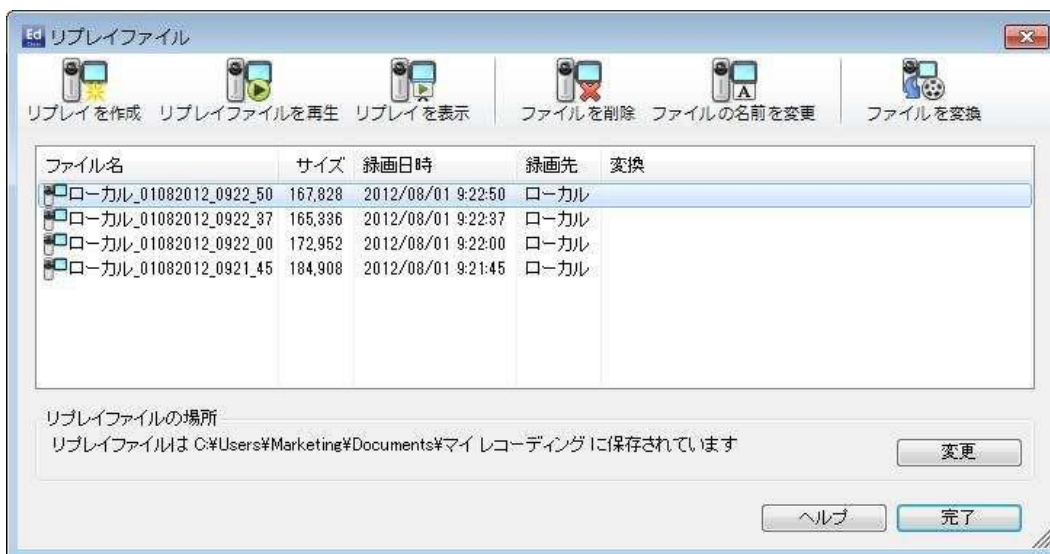 Ed リプレイファイル
リプレイを作成 リプレイファイルを再生 リプレイを表示 ファイルを削除 ファイルの名前を変更 ファイルを変換
ファイル名 サイズ 録画日時 録画先 変換
ローカル_01082012_0922_50 167,828 2012/08/01 9:22:50 ローカル
ローカル_01082012_0922_37 165,336 2012/08/01 9:22:37 ローカル
ローカル_01082012_0922_00 172,952 2012/08/01 9:22:00 ローカル
ローカル_01082012_0921_45 184,908 2012/08/01 9:21:45 ローカル
リプレイファイルの場所
リプレイファイルは C:¥Users¥Marketing¥Documents¥マイ レコーディング に保存されています
変更
ヘルプ 完了